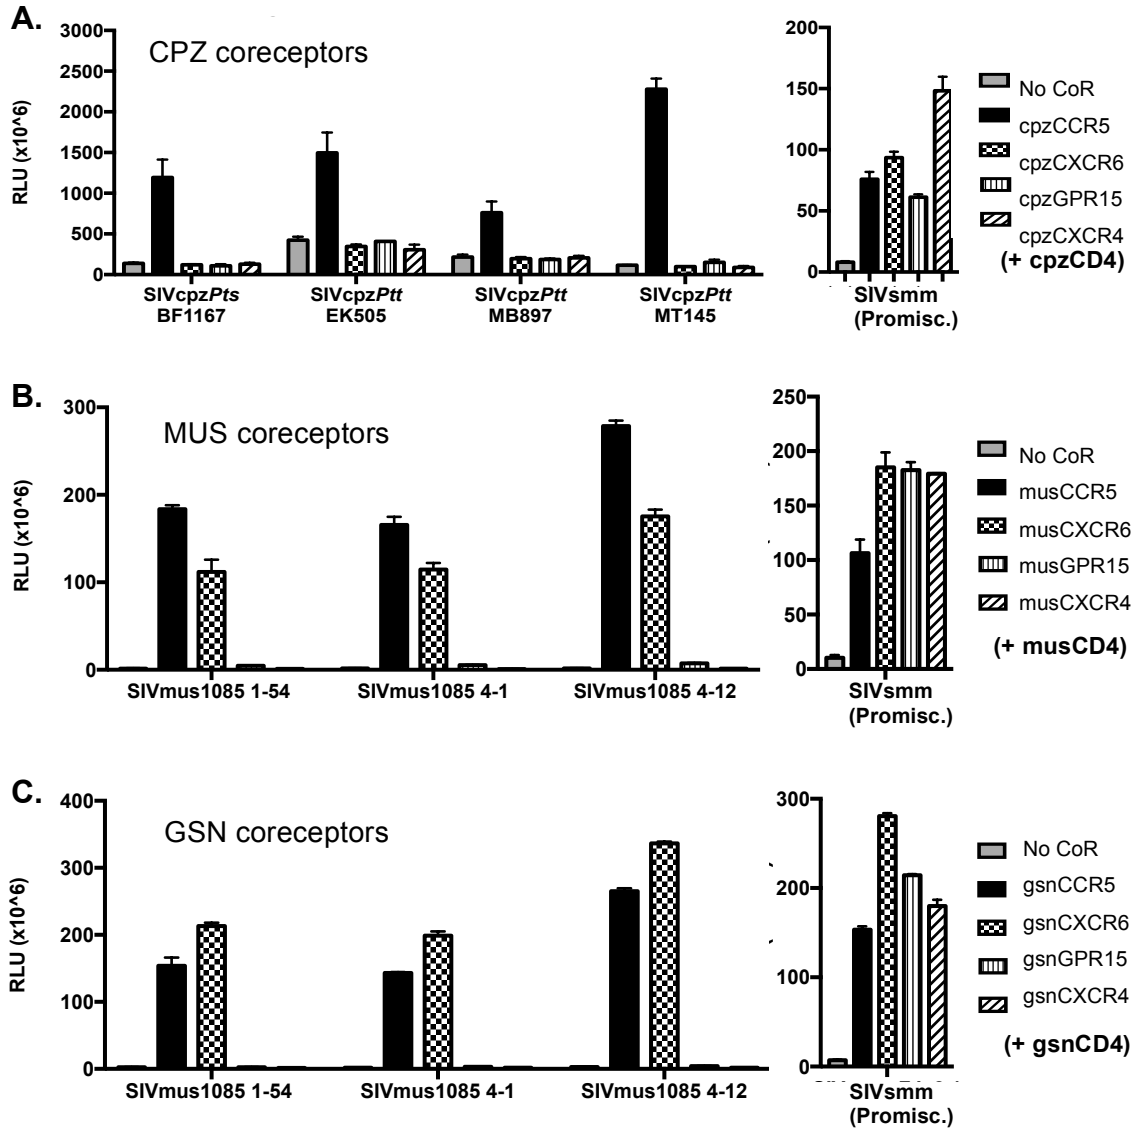 A.
CPZ coreceptors
RLU (x10^6)
3000
2500
2000
1500
1000
500
0
SIVcpzPts
BF1167
SIVcpzPtt
EK505
SIVcpzPtt
MB897
SIVcpzPtt
MT145
200
150
100
50
0
SIVsmm
(Promisc.)
No CoR
cpzCCR5
cpzCXCR6
cpzGPR15
cpzCXCR4
(+ cpzCD4)
B.
MUS coreceptors
RLU (x10^6)
300
200
100
0
SIVmus1085 1-54
SIVmus1085 4-1
SIVmus1085 4-12
250
200
150
100
50
0
SIVsmm
(Promisc.)
No CoR
musCCR5
musCXCR6
musGPR15
musCXCR4
(+ musCD4)
C.
GSN coreceptors
RLU (x10^6)
400
300
200
100
0
SIVmus1085 1-54
SIVmus1085 4-1
SIVmus1085 4-12
300
200
100
0
SIVsmm
(Promisc.)
No CoR
gsnCCR5
gsnCXCR6
gsnGPR15
gsnCXCR4
(+ gsnCD4)